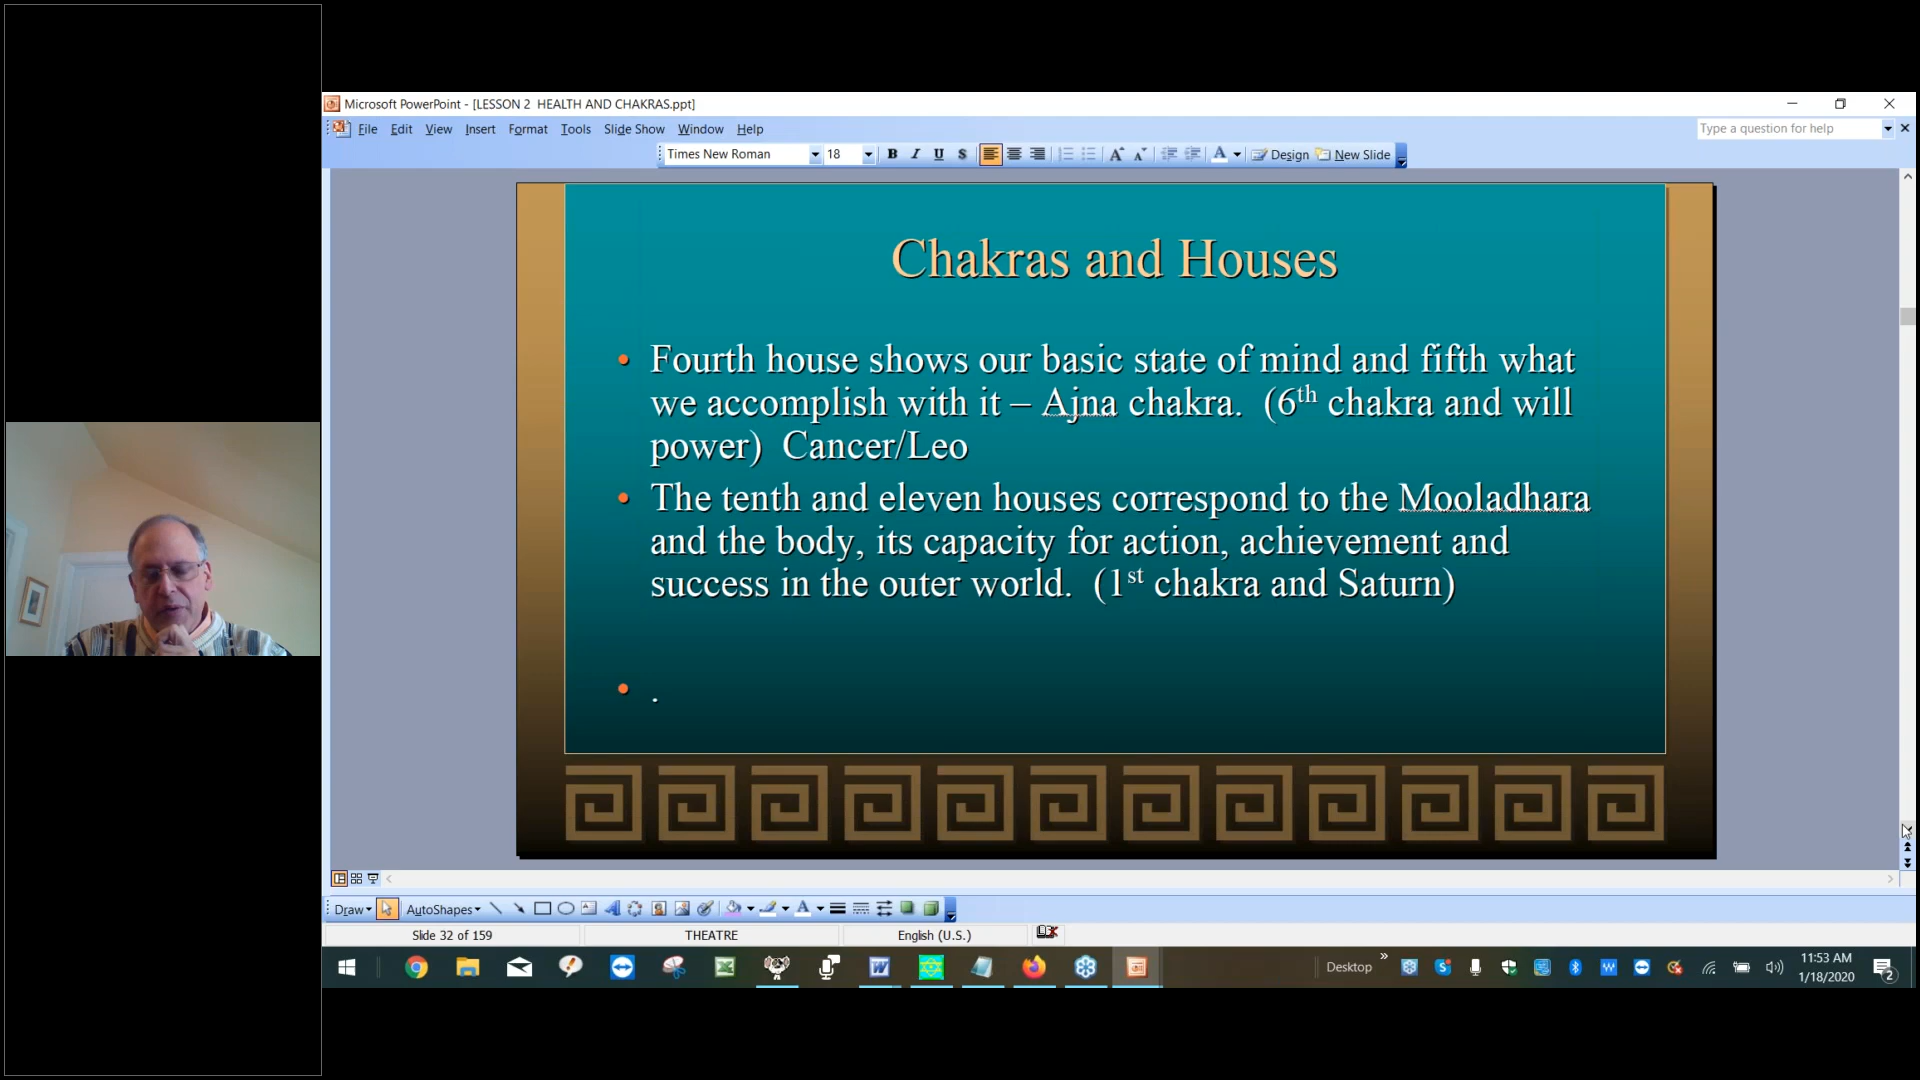 Microsoft PowerPoint - [LESSON 2  HEALTH AND CHAKRAS.ppt]
File Edit View Insert Format Tools Slide Show Window Help
Type a question for help
Times New Roman 18 B I U S A A A Design New Slide
Chakras and Houses
• Fourth house shows our basic state of mind and fifth what
we accomplish with it – Ajna chakra.  (6th chakra and will
power)  Cancer/Leo
• The tenth and eleven houses correspond to the Mooladhara
and the body, its capacity for action, achievement and
success in the outer world.  (1st chakra and Saturn)
• .
Draw AutoShapes A
Slide 32 of 159 THEATRE English (U.S.)
Desktop »
11:53 AM
1/18/2020
2